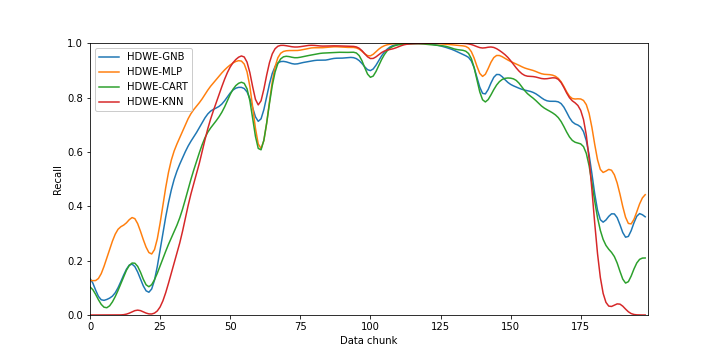 1.0
0.8
0.6
0.4
0.2
0.0
Recall
HDWE-GNB
HDWE-MLP
HDWE-CART
HDWE-KNN
0 25 50 75 100 125 150 175
Data chunk